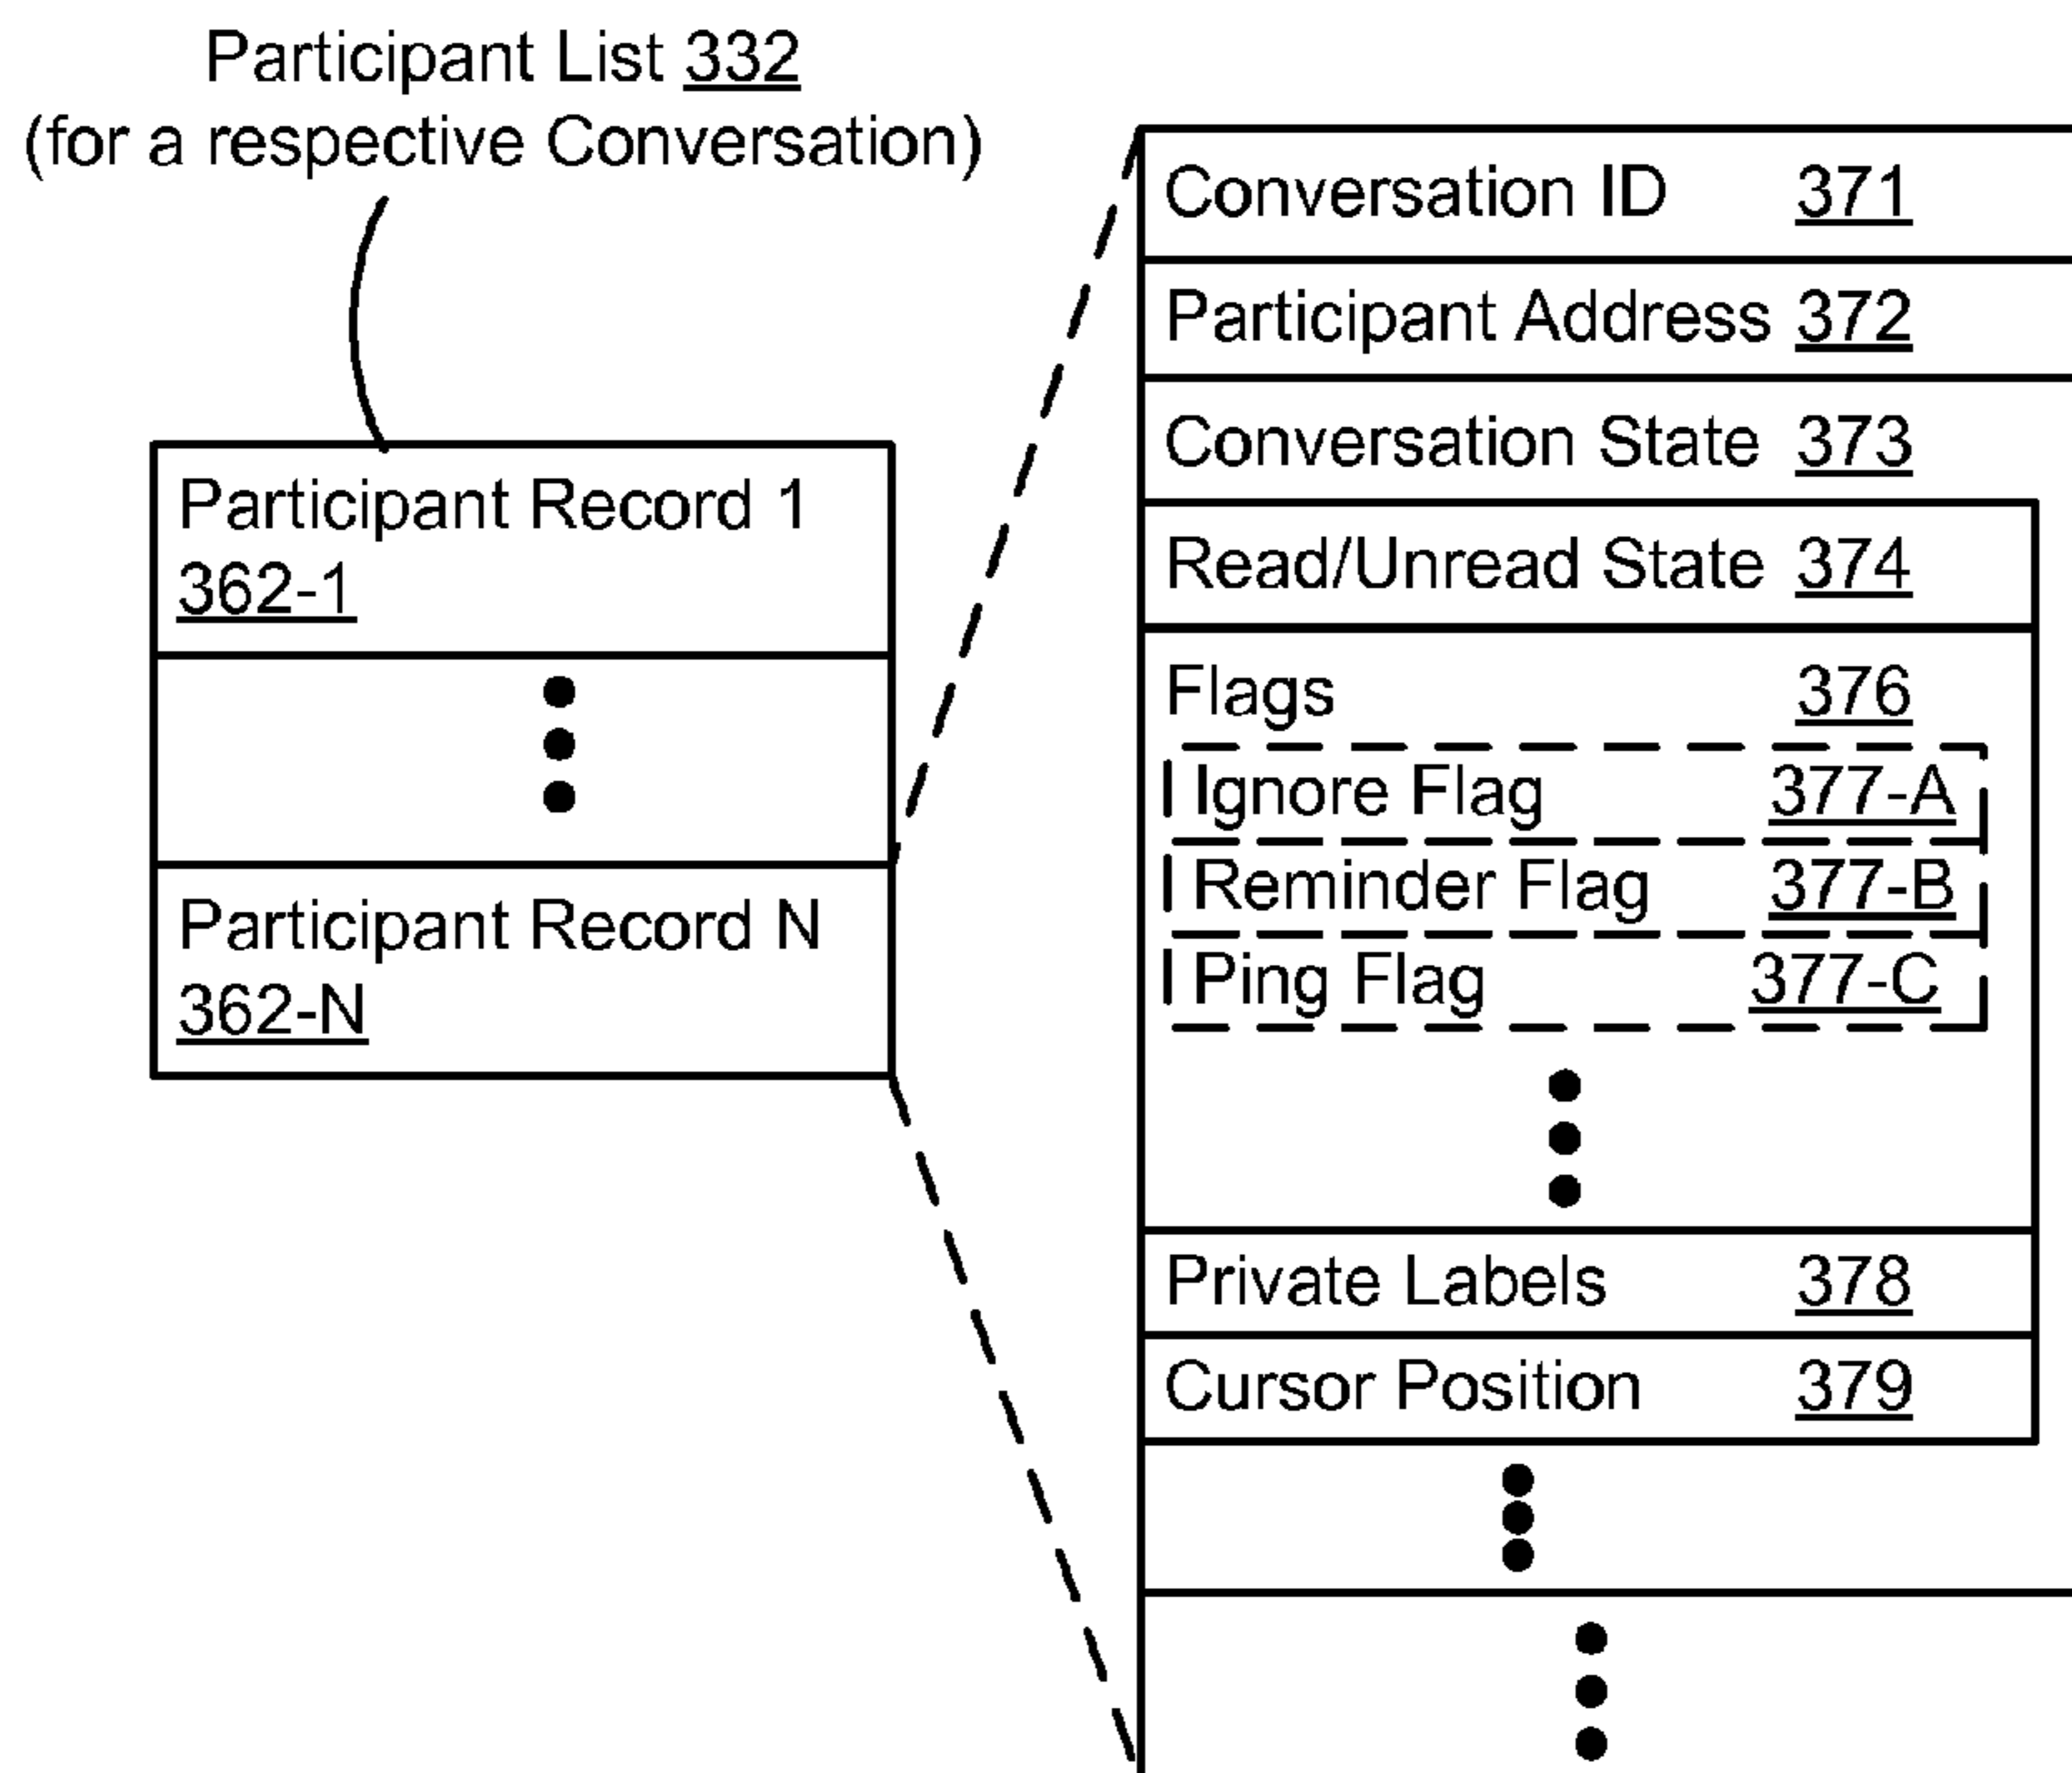 Participant List 332
(for a respective Conversation)
Participant Record 1
362-1
Participant Record N
362-N
Conversation ID 371
Participant Address 372
Conversation State 373
Read/Unread State 374
Flags 376
Ignore Flag 377-A
Reminder Flag 377-B
Ping Flag 377-C
Private Labels 378
Cursor Position 379